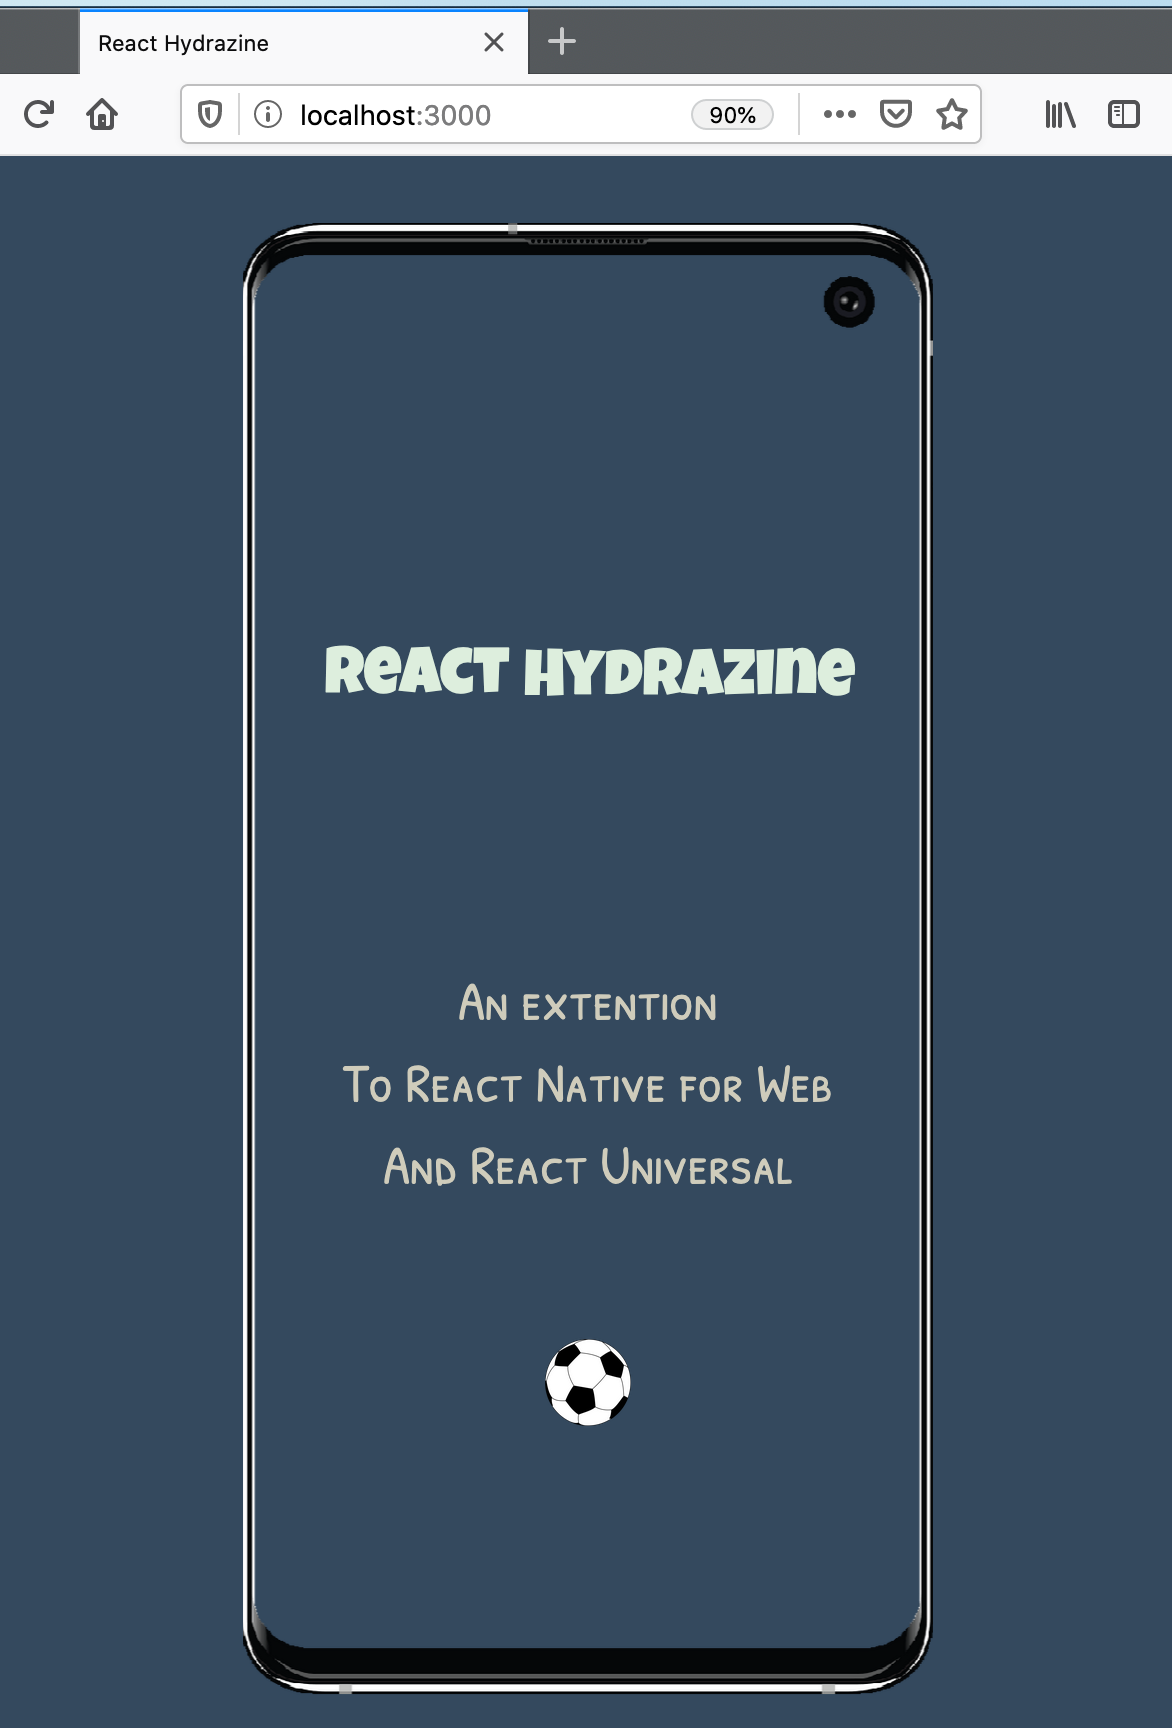 React Hydrazine
localhost:3000
90%
React Hydrazine
An extention
To React Native for Web
And React Universal